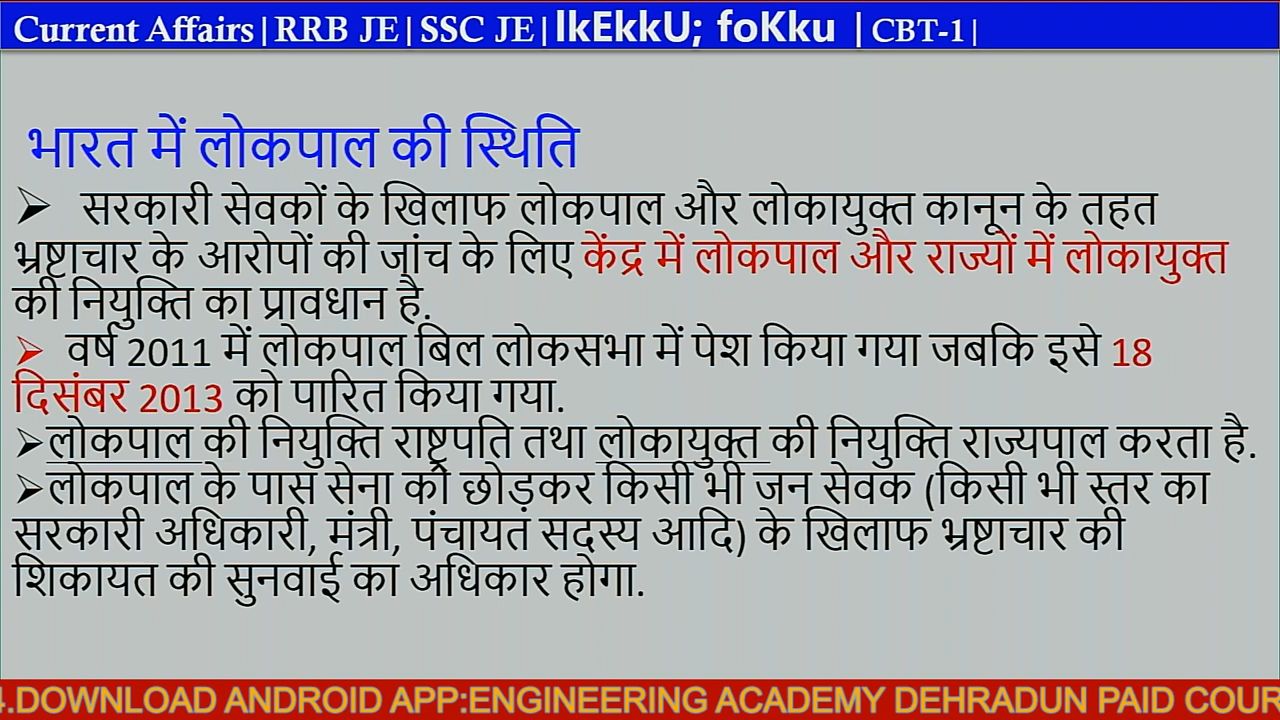 Current Affairs|RRB JE|SSC JE|lkEkkU; foKku |CBT-1|
भारत में लोकपाल की स्थिति
➢ सरकारी सेवकों के खिलाफ लोकपाल और लोकायुक्त कानून के तहत
भ्रष्टाचार के आरोपों की जांच के लिए केंद्र में लोकपाल और राज्यों में लोकायुक्त
की नियुक्ति का प्रावधान है.
➢ वर्ष 2011 में लोकपाल बिल लोकसभा में पेश किया गया जबकि इसे 18
दिसंबर 2013 को पारित किया गया.
➢लोकपाल की नियुक्ति राष्ट्रपति तथा लोकायुक्त की नियुक्ति राज्यपाल करता है.
➢लोकपाल के पास सेना को छोड़कर किसी भी जन सेवक (किसी भी स्तर का
सरकारी अधिकारी, मंत्री, पंचायत सदस्य आदि) के खिलाफ भ्रष्टाचार की
शिकायत की सुनवाई का अधिकार होगा.
4.DOWNLOAD ANDROID APP:ENGINEERING ACADEMY DEHRADUN PAID COUR